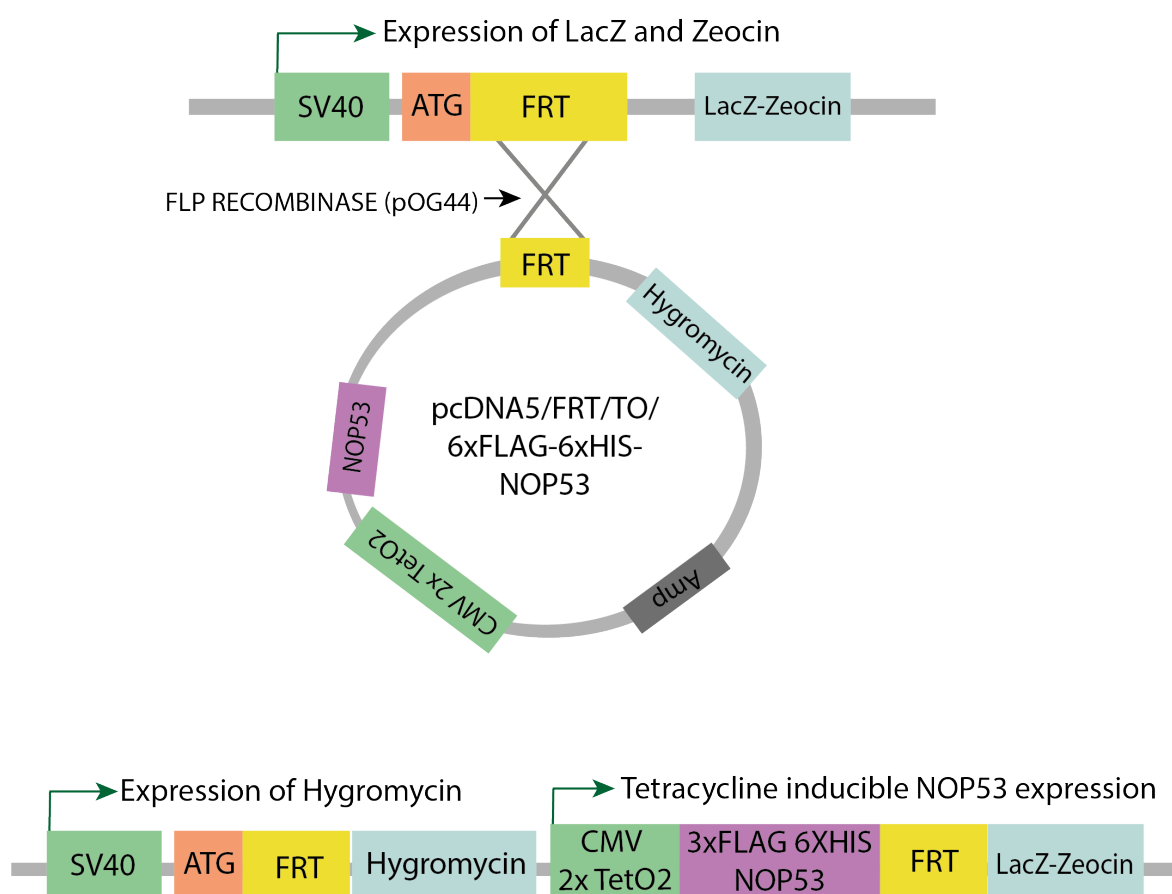 Expression of LacZ and Zeocin
SV40
ATG
FRT
LacZ-Zeocin
FLP RECOMBINASE (pOG44)
FRT
Hygromycin
NOP53
pcDNA5/FRT/TO/
6xFLAG-6xHIS-
NOP53
CMV 2x TetO2
Amp
Expression of Hygromycin
Tetracycline inducible NOP53 expression
SV40
ATG
FRT
Hygromycin
CMV
2x TetO2
3xFLAG 6XHIS
NOP53
FRT
LacZ-Zeocin